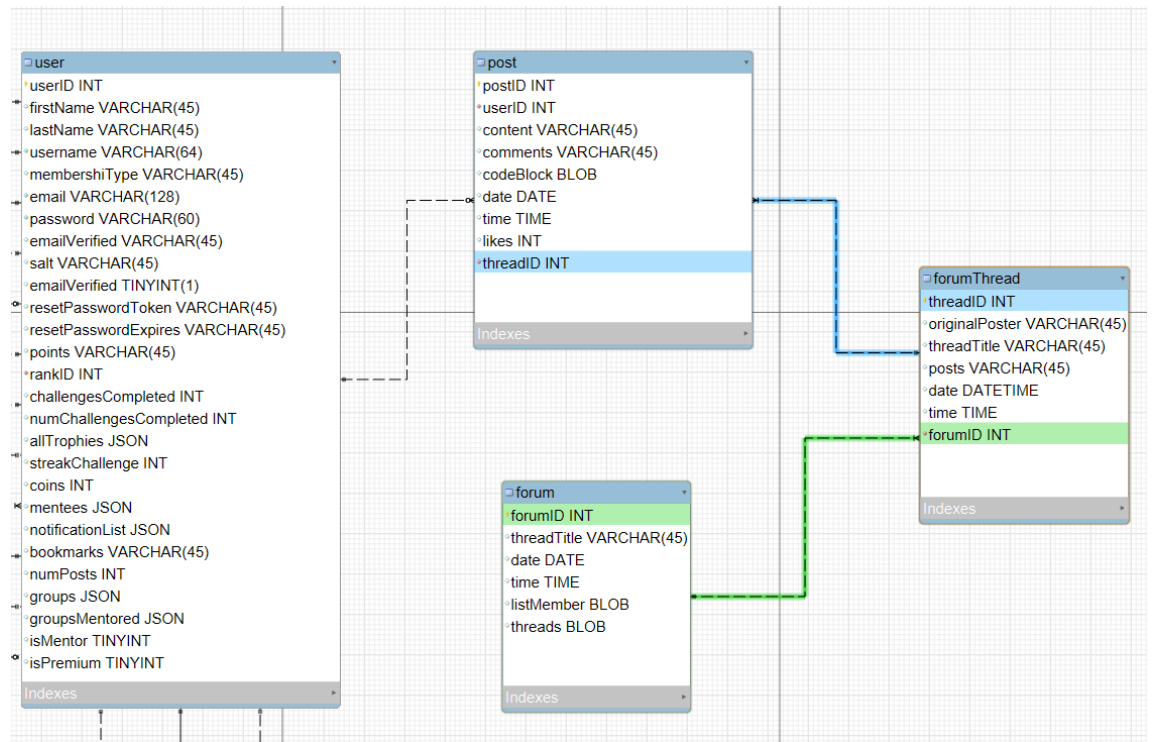 user
userID INT
firstName VARCHAR(45)
lastName VARCHAR(45)
username VARCHAR(64)
membershiType VARCHAR(45)
email VARCHAR(128)
password VARCHAR(60)
emailVerified VARCHAR(45)
salt VARCHAR(45)
emailVerified TINYINT(1)
resetPasswordToken VARCHAR(45)
resetPasswordExpires VARCHAR(45)
points VARCHAR(45)
rankID INT
challengesCompleted INT
numChallengesCompleted INT
allTrophies JSON
streakChallenge INT
coins INT
mentees JSON
notificationList JSON
bookmarks VARCHAR(45)
numPosts INT
groups JSON
groupsMentored JSON
isMentor TINYINT
isPremium TINYINT
Indexes
post
postID INT
userID INT
content VARCHAR(45)
comments VARCHAR(45)
codeBlock BLOB
date DATE
time TIME
likes INT
threadID INT
Indexes
forumThread
threadID INT
originalPoster VARCHAR(45)
threadTitle VARCHAR(45)
posts VARCHAR(45)
date DATETIME
time TIME
forumID INT
Indexes
forum
forumID INT
threadTitle VARCHAR(45)
date DATE
time TIME
listMember BLOB
threads BLOB
Indexes